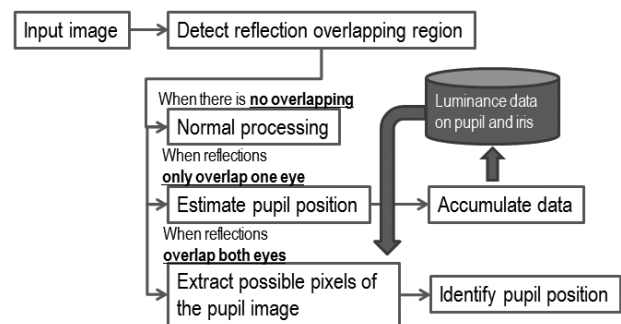 Input image
Detect reflection overlapping region
When there is no overlapping
Normal processing
Luminance data
on pupil and iris
When reflections
only overlap one eye
Estimate pupil position
Accumulate data
When reflections
overlap both eyes
Extract possible pixels
of the pupil image
Identify pupil position